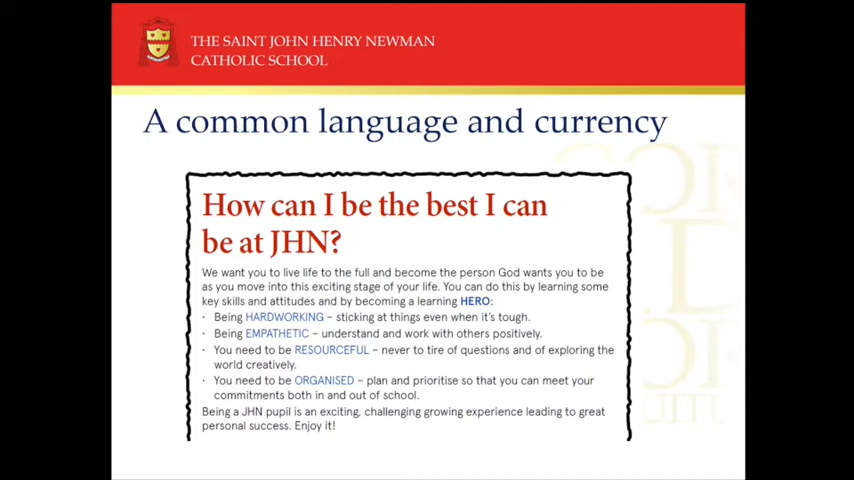 THE SAINT JOHN HENRY NEWMAN
CATHOLIC SCHOOL
A common language and currency
How can I be the best I can
be at JHN?
We want you to live life to the full and become the person God wants you to be
as you move into this exciting stage of your life. You can do this by learning some
key skills and attitudes and by becoming a learning HERO:
· Being HARDWORKING – sticking at things even when it's tough.
· Being EMPATHETIC – understand and work with others positively.
· You need to be RESOURCEFUL – never to tire of questions and of exploring the
world creatively.
· You need to be ORGANISED – plan and prioritise so that you can meet your
commitments both in and out of school.
Being a JHN pupil is an exciting, challenging growing experience leading to great
personal success. Enjoy it!